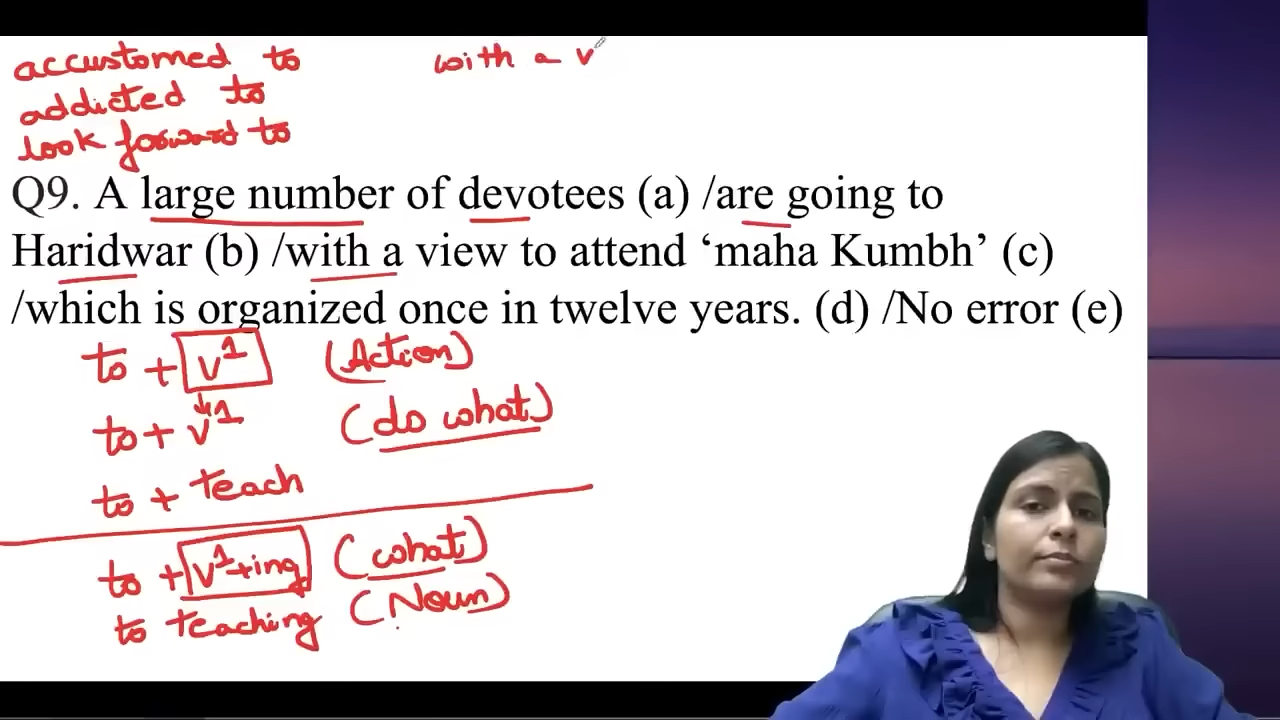 accustomed to with a v
addicted to
look forward to
Q9. A large number of devotees (a) /are going to
Haridwar (b) /with a view to attend ‘maha Kumbh’ (c)
/which is organized once in twelve years. (d) /No error (e)
to + v1 (Action)
to + v1 (do what)
to + teach
to + v1+ing (what)
to teaching (Noun)